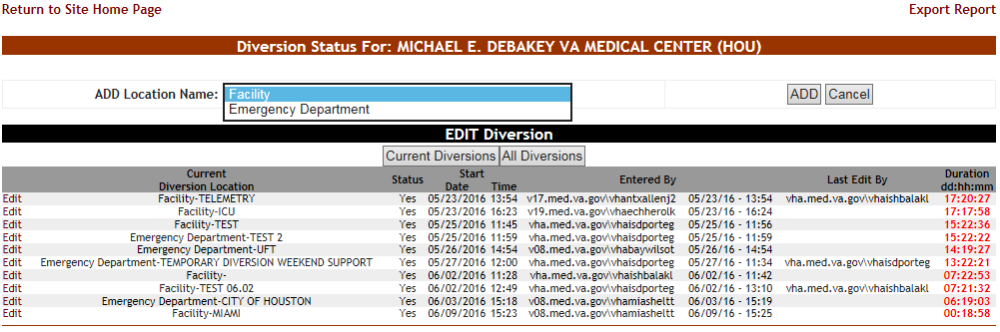 Return to Site Home Page Export Report
Diversion Status For: MICHAEL E. DEBAKEY VA MEDICAL CENTER (HOU)
ADD Location Name: Facility ADD Cancel
Emergency Department
EDIT Diversion
Current Diversions All Diversions
Current Start Duration
Diversion Location Status Date Time Entered By Last Edit By dd:hh:mm
Edit Facility-TELEMETRY Yes 05/23/2016 13:54 v17.med.va.gov\vhantxallenj2 05/23/16 - 13:54 vha.med.va.gov\vhaishbalakl 17:20:27
Edit Facility-ICU Yes 05/23/2016 16:23 v19.med.va.gov\vhaechherolk 05/23/16 - 16:24 17:17:58
Edit Facility-TEST Yes 05/25/2016 11:45 vha.med.va.gov\vhaisdporteg 05/25/16 - 11:56 15:22:36
Edit Emergency Department-TEST 2 Yes 05/25/2016 11:59 vha.med.va.gov\vhaisdporteg 05/25/16 - 11:59 15:22:22
Edit Emergency Department-UFT Yes 05/26/2016 14:54 v08.med.va.gov\vhabaywilsot 05/26/16 - 14:54 14:19:27
Edit Emergency Department-TEMPORARY DIVERSION WEEKEND SUPPORT Yes 05/27/2016 12:00 vha.med.va.gov\vhaisdporteg 05/27/16 - 11:34 vha.med.va.gov\vhaisdporteg 13:22:21
Edit Facility- Yes 06/02/2016 11:28 vha.med.va.gov\vhaishbalakl 06/02/16 - 11:42 07:22:53
Edit Facility-TEST 06.02 Yes 06/02/2016 12:49 vha.med.va.gov\vhaisdporteg 06/02/16 - 13:10 vha.med.va.gov\vhaishbalakl 07:21:32
Edit Emergency Department-CITY OF HOUSTON Yes 06/03/2016 15:18 v08.med.va.gov\vhamiasheltt 06/03/16 - 15:19 06:19:03
Edit Facility-MIAMI Yes 06/09/2016 15:23 v08.med.va.gov\vhamiasheltt 06/09/16 - 15:25 00:18:58